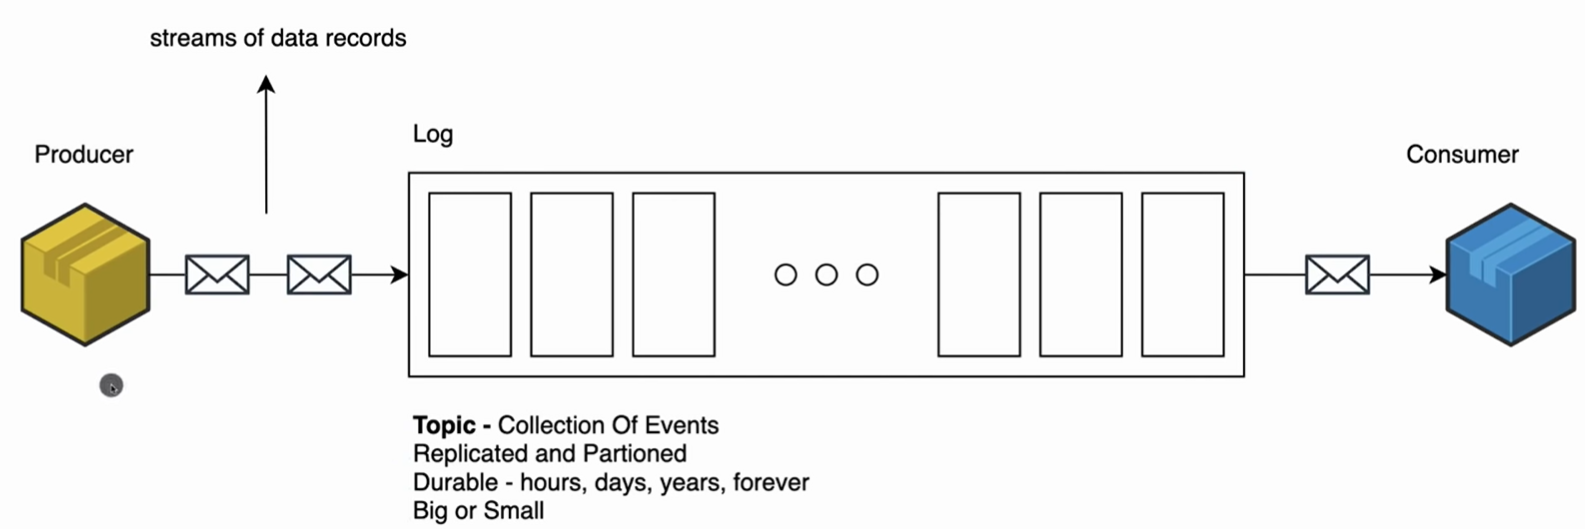 streams of data records
Log
Producer
Consumer
Topic - Collection Of Events
Replicated and Partioned
Durable - hours, days, years, forever
Big or Small